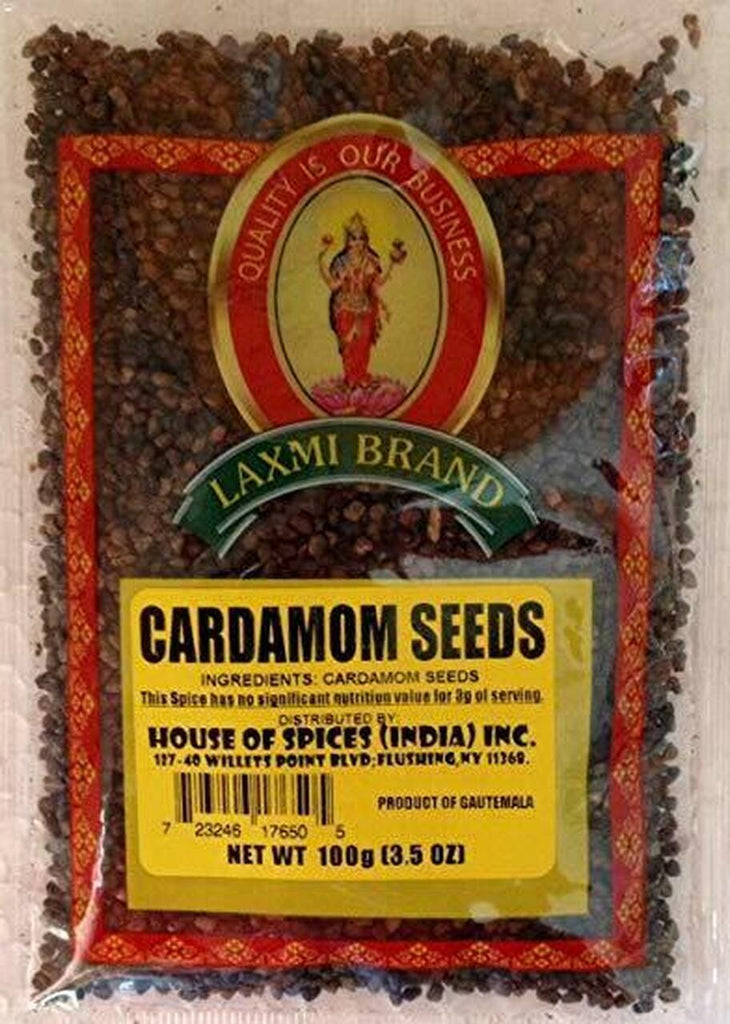 QUALITY IS OUR BUSINESS
LAXMI BRAND
CARDAMOM SEEDS
INGREDIENTS: CARDAMOM SEEDS
This Spice has no significant nutrition value for 3g of serving.
DISTRIBUTED BY:
HOUSE OF SPICES (INDIA) INC.
127-40 WILLETS POINT BLVD; FLUSHING, NY 11368.
PRODUCT OF GAUTEMALA
7 23246 17650 5
NET WT 100g (3.5 OZ)